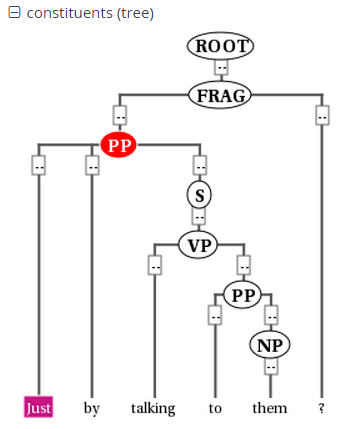 constituents (tree)
ROOT
--
FRAG
-- --
PP
-- -- --
S
--
VP
-- --
PP
-- --
NP
--
Just by talking to them ?